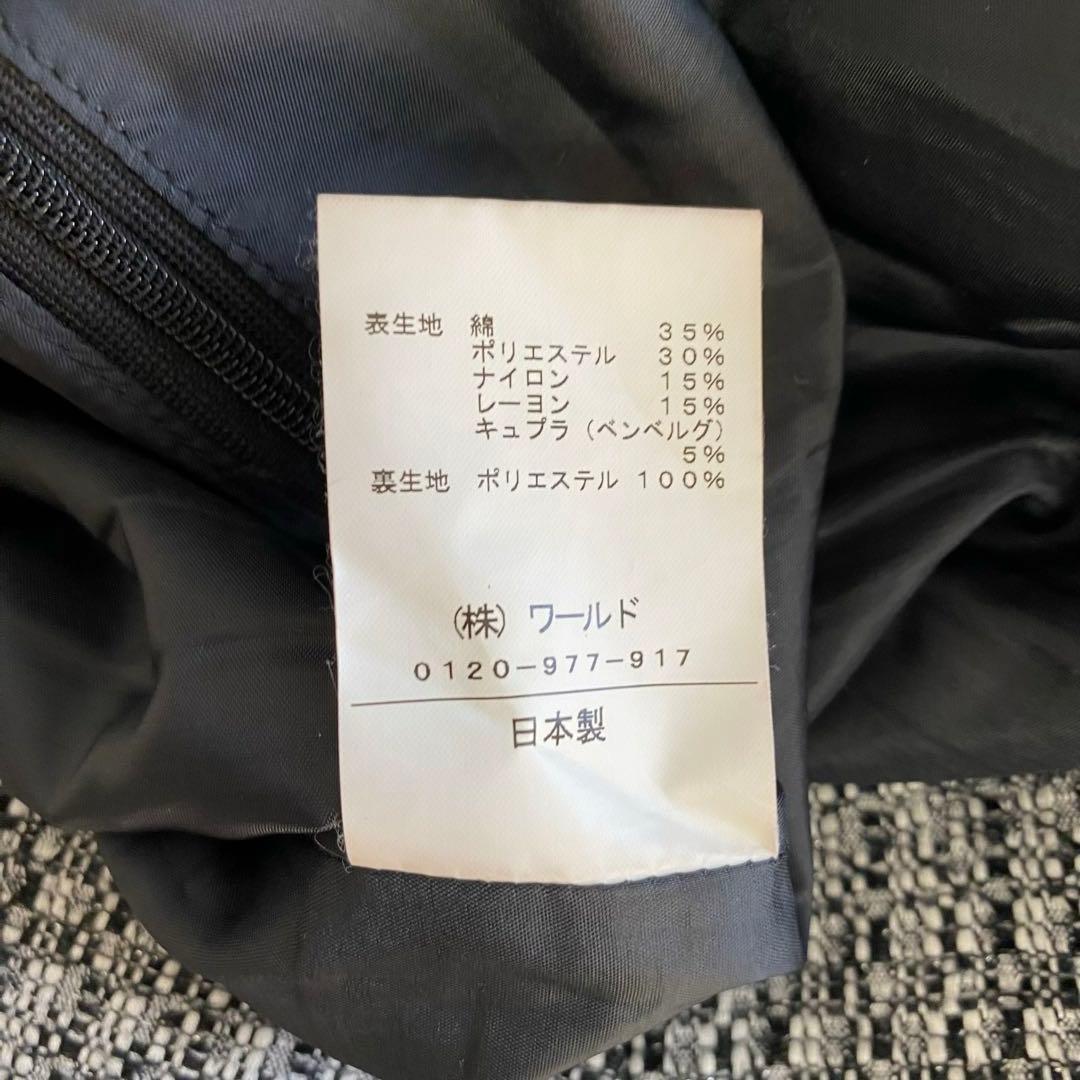 表生地 綿 35%
ポリエステル 30%
ナイロン 15%
レーヨン 15%
キュプラ(ベンベルグ)
5%
裏生地 ポリエステル 100%
(株)ワールド
0120-977-917
日本製